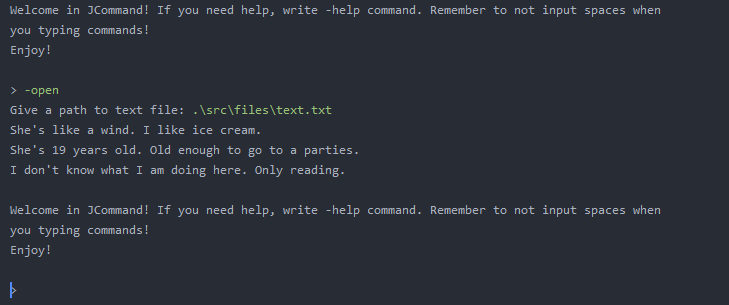 Welcome in JCommand! If you need help, write -help command. Remember to not input spaces when
you typing commands!
Enjoy!
> -open
Give a path to text file: .\src\files\text.txt
She's like a wind. I like ice cream.
She's 19 years old. Old enough to go to a parties.
I don't know what I am doing here. Only reading.
Welcome in JCommand! If you need help, write -help command. Remember to not input spaces when
you typing commands!
Enjoy!
>